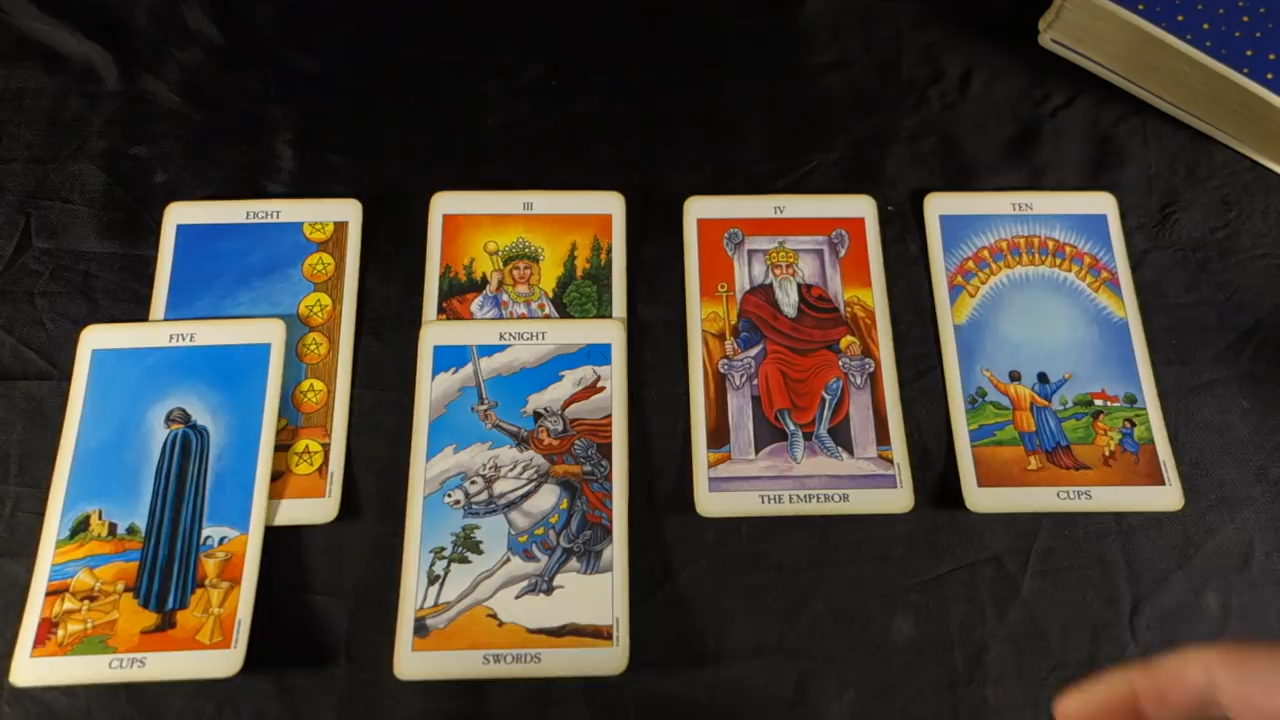 EIGHT
III
IV
TEN
FIVE
KNIGHT
THE EMPEROR
CUPS
CUPS
SWORDS